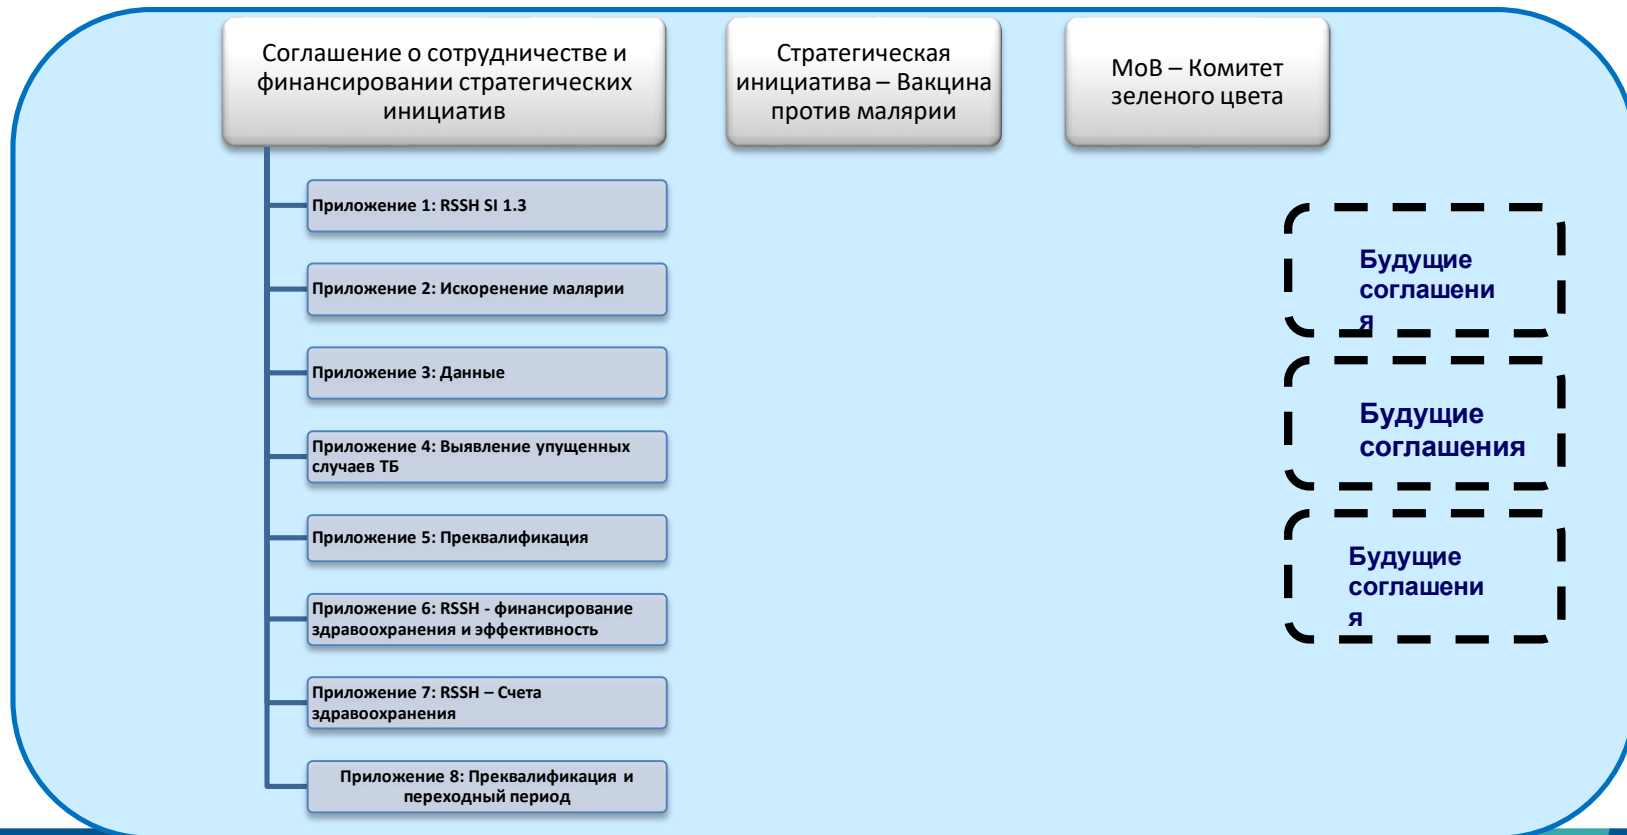 Соглашение о сотрудничестве и
финансировании стратегических
инициатив
Стратегическая
инициатива – Вакцина
против малярии
МоВ – Комитет
зеленого цвета
Приложение 1: RSSH SI 1.3
Приложение 2: Искоренение малярии
Приложение 3: Данные
Приложение 4: Выявление упущенных
случаев ТБ
Приложение 5: Преквалификация
Приложение 6: RSSH - финансирование
здравоохранения и эффективность
Приложение 7: RSSH – Счета
здравоохранения
Приложение 8: Преквалификация и
переходный период
Будущие
соглашени
я
Будущие
соглашения
Будущие
соглашени
я